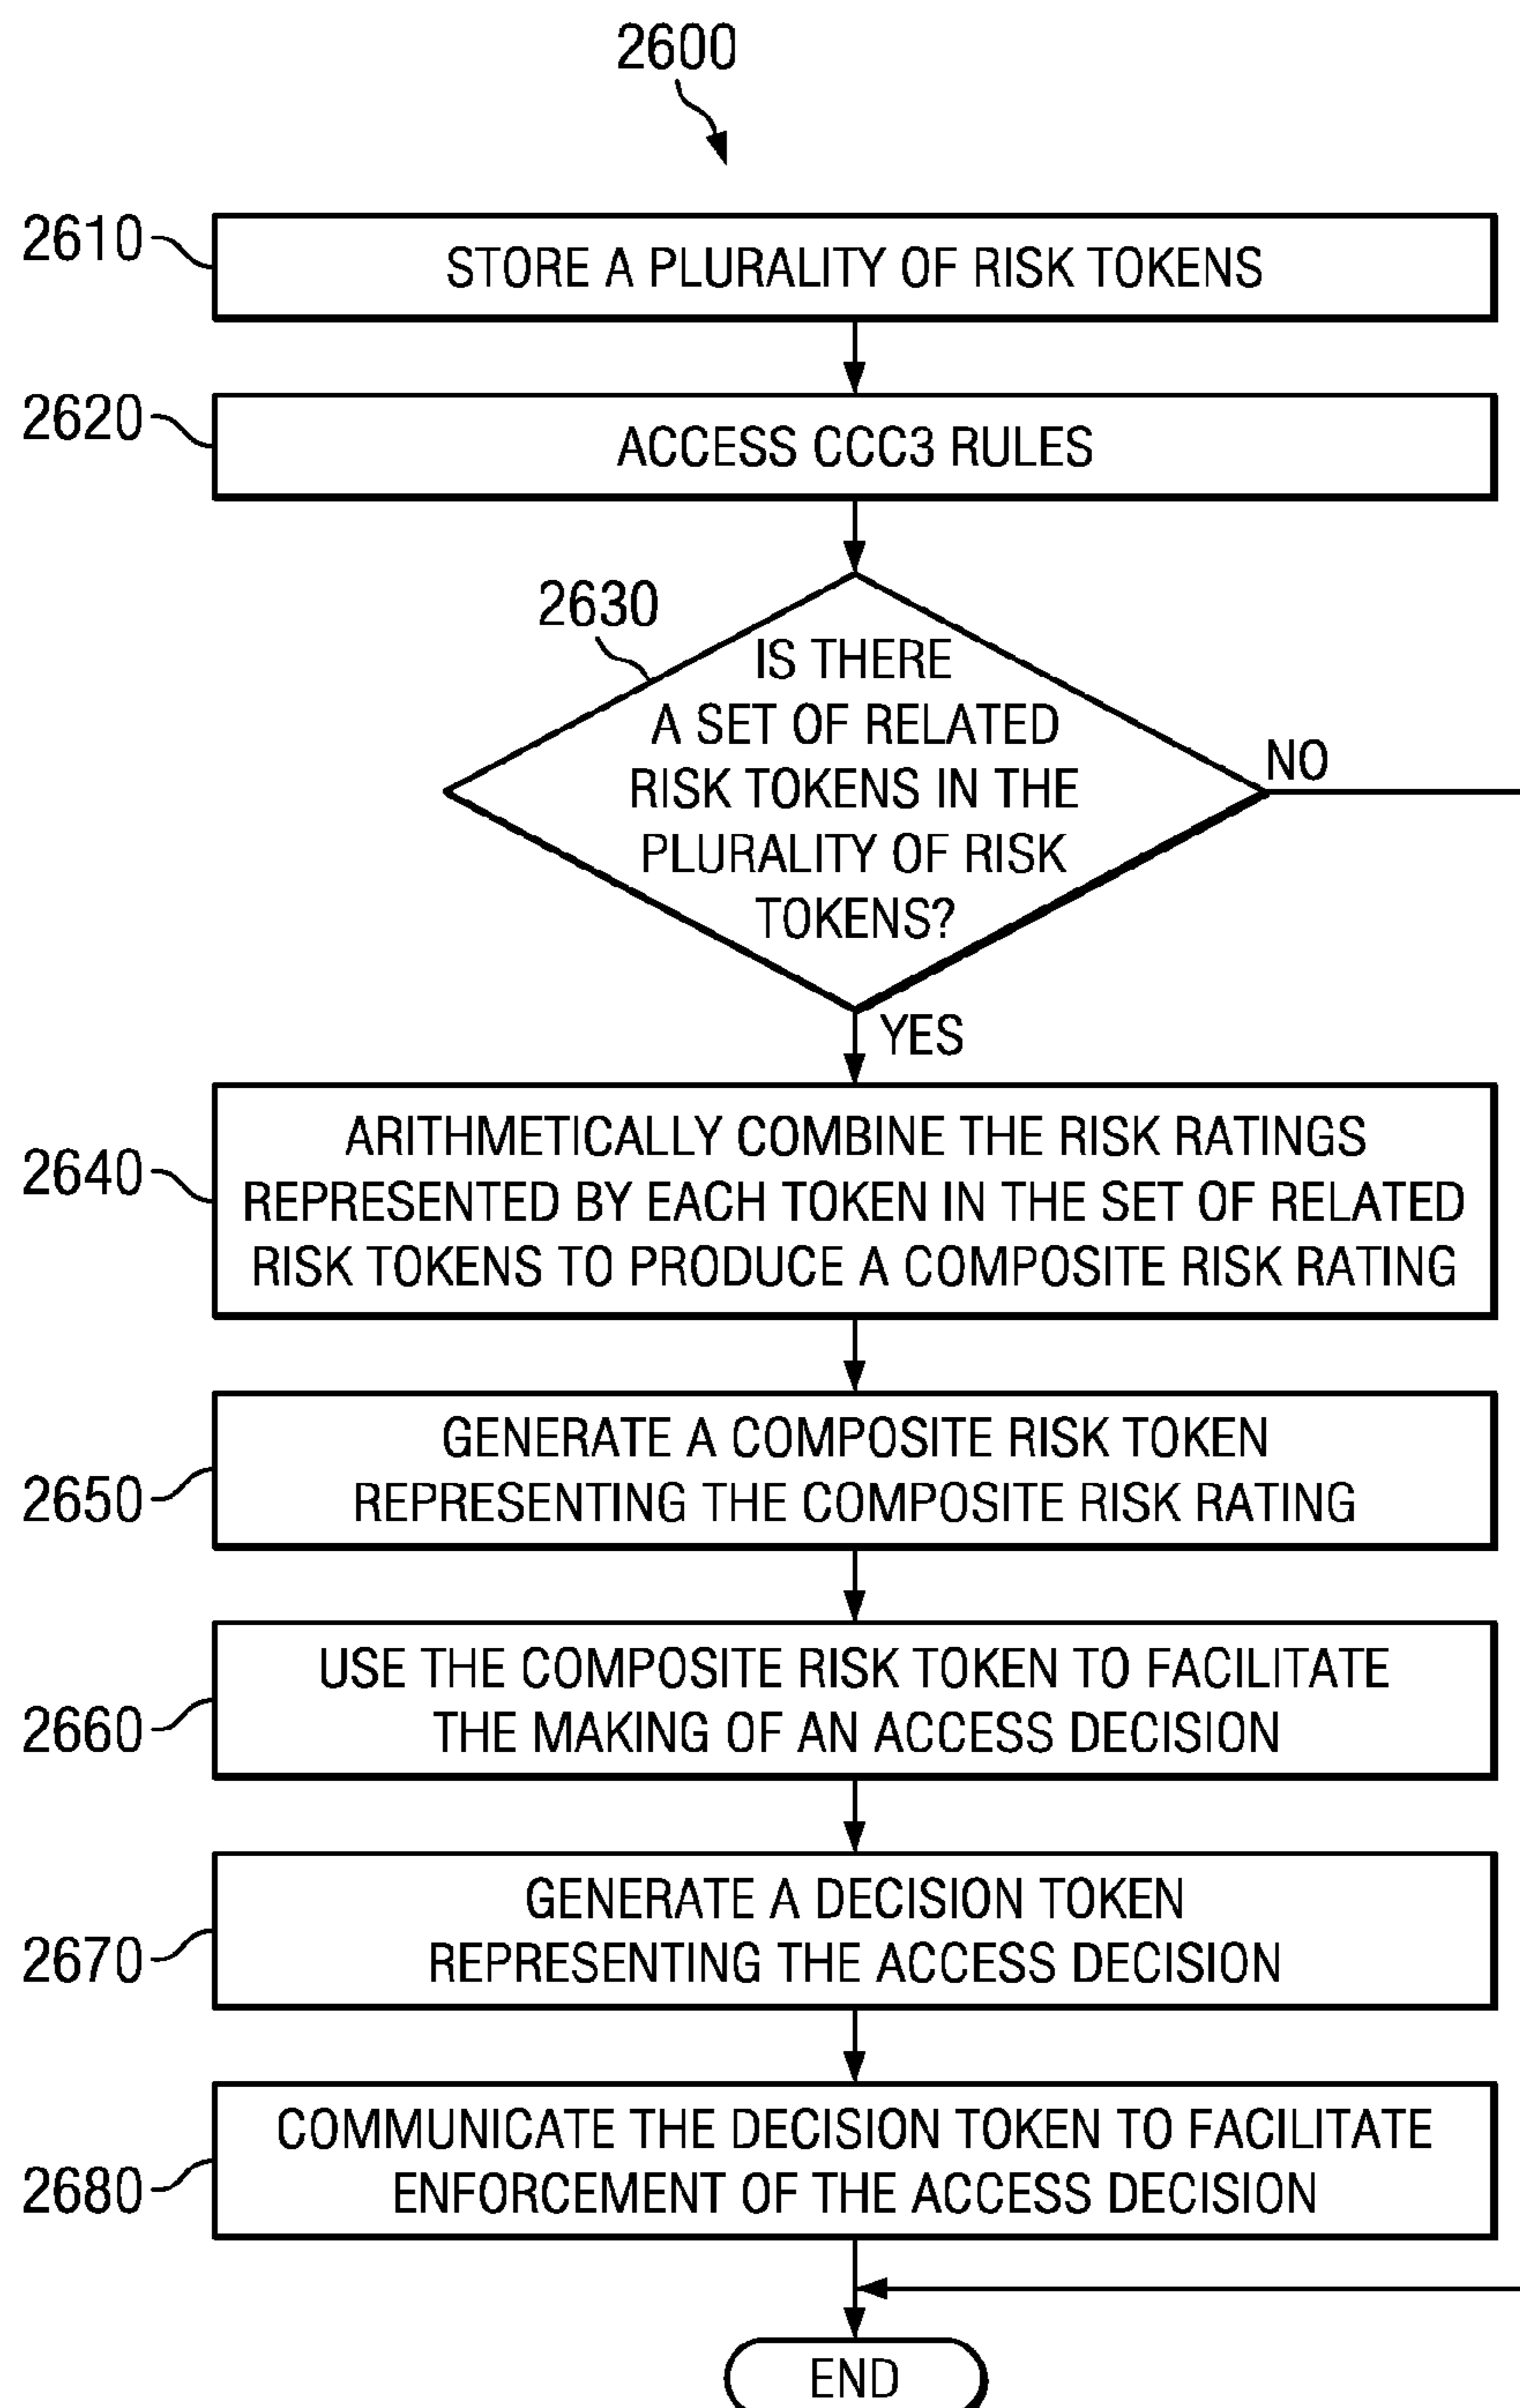 2600
2610
STORE A PLURALITY OF RISK TOKENS
2620
ACCESS CCC3 RULES
2630
IS THERE
A SET OF RELATED
RISK TOKENS IN THE
PLURALITY OF RISK
TOKENS?
NO
YES
2640
ARITHMETICALLY COMBINE THE RISK RATINGS
REPRESENTED BY EACH TOKEN IN THE SET OF RELATED
RISK TOKENS TO PRODUCE A COMPOSITE RISK RATING
2650
GENERATE A COMPOSITE RISK TOKEN
REPRESENTING THE COMPOSITE RISK RATING
2660
USE THE COMPOSITE RISK TOKEN TO FACILITATE
THE MAKING OF AN ACCESS DECISION
2670
GENERATE A DECISION TOKEN
REPRESENTING THE ACCESS DECISION
2680
COMMUNICATE THE DECISION TOKEN TO FACILITATE
ENFORCEMENT OF THE ACCESS DECISION
END